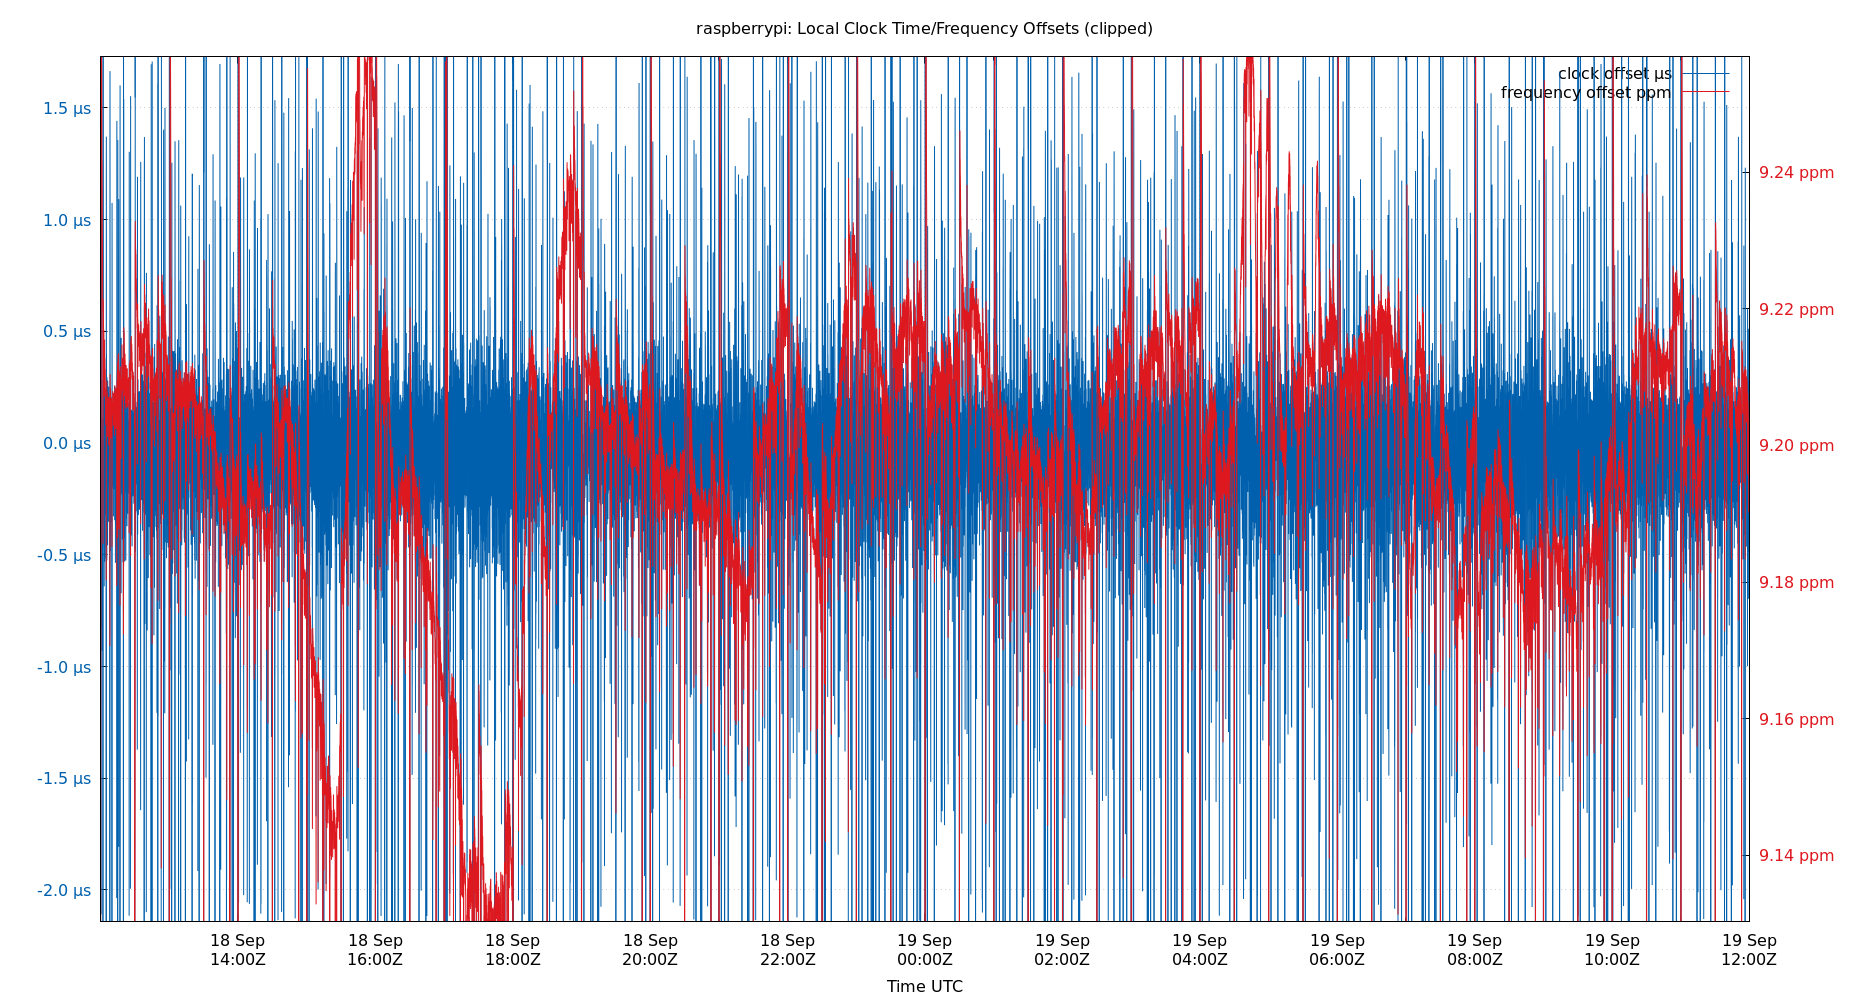 raspberrypi: Local Clock Time/Frequency Offsets (clipped)
clock offset µs
frequency offset ppm
1.5 µs
1.0 µs
0.5 µs
0.0 µs
-0.5 µs
-1.0 µs
-1.5 µs
-2.0 µs
9.24 ppm
9.22 ppm
9.20 ppm
9.18 ppm
9.16 ppm
9.14 ppm
18 Sep 18 Sep 18 Sep 18 Sep 18 Sep 19 Sep 19 Sep 19 Sep 19 Sep 19 Sep 19 Sep 19 Sep
14:00Z 16:00Z 18:00Z 20:00Z 22:00Z 00:00Z 02:00Z 04:00Z 06:00Z 08:00Z 10:00Z 12:00Z
Time UTC